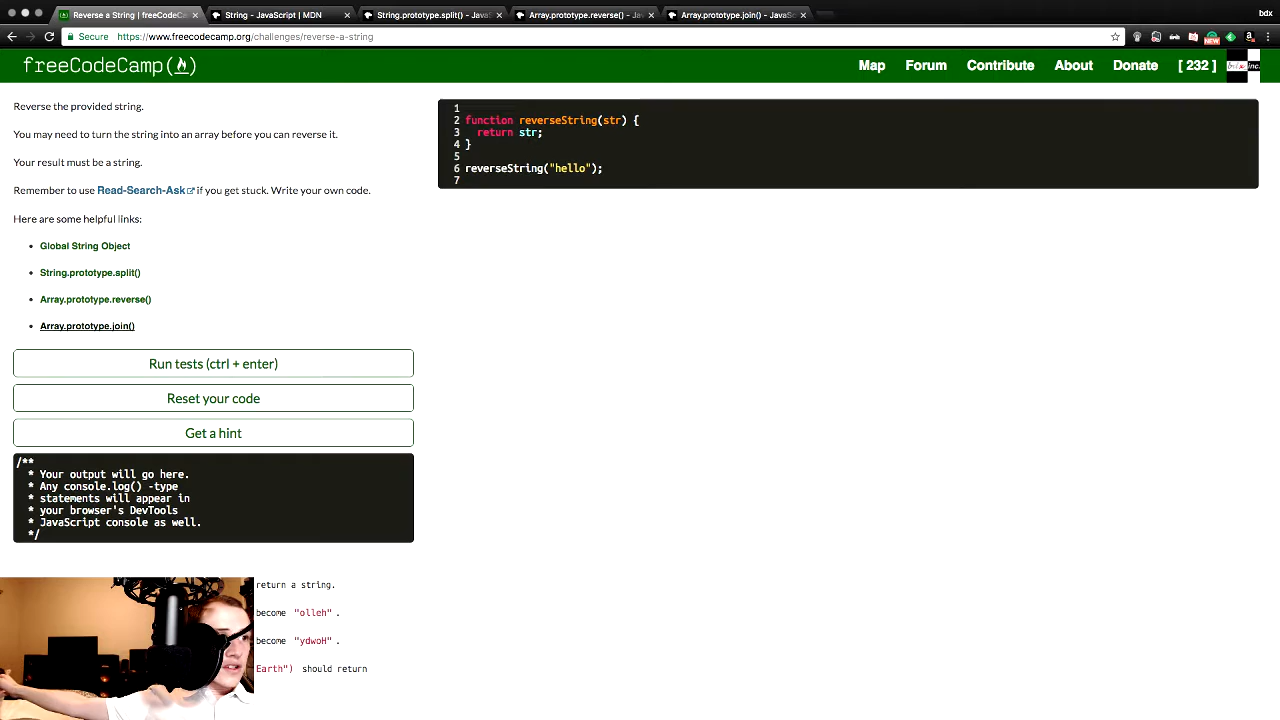 Reverse a String | freeCodeCa
String - JavaScript | MDN
String.prototype.split() - Java
Array.prototype.reverse() - Jav
Array.prototype.join() - JavaSc
bdx
Secure https://www.freecodecamp.org/challenges/reverse-a-string
NEW
freeCodeCamp
Map Forum Contribute About Donate [ 232 ]
inc.
Reverse the provided string.
You may need to turn the string into an array before you can reverse it.
Your result must be a string.
Remember to use Read-Search-Ask if you get stuck. Write your own code.
Here are some helpful links:
Global String Object
String.prototype.split()
Array.prototype.reverse()
Array.prototype.join()
Run tests (ctrl + enter)
Reset your code
Get a hint
/**
* Your output will go here.
* Any console.log() -type
* statements will appear in
* your browser's DevTools
* JavaScript console as well.
*/
return a string.
become "olleh" .
become "ydwoH" .
Earth") should return
1
2 function reverseString(str) {
3 return str;
4 }
5
6 reverseString("hello");
7